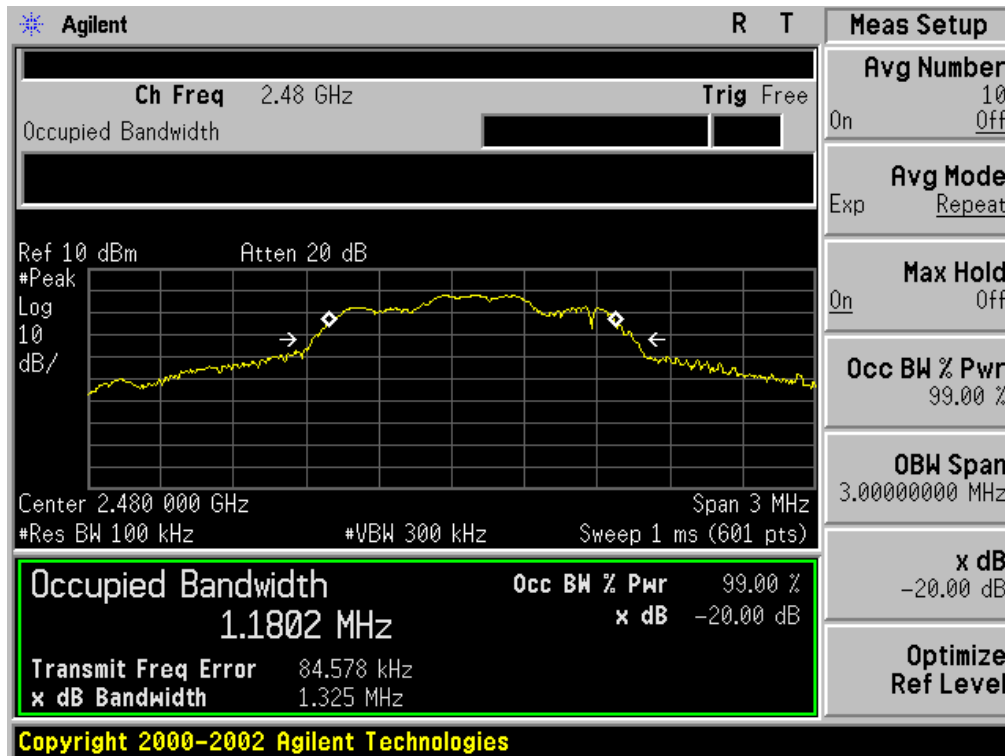 Agilent R T
Ch Freq 2.48 GHz Trig Free
Occupied Bandwidth
Ref 10 dBm Atten 20 dB
#Peak
Log
10
dB/
Center 2.480 000 GHz Span 3 MHz
#Res BW 100 kHz #VBW 300 kHz Sweep 1 ms (601 pts)
Occupied Bandwidth
1.1802 MHz
Occ BW % Pwr 99.00 %
x dB -20.00 dB
Transmit Freq Error 84.578 kHz
x dB Bandwidth 1.325 MHz
Copyright 2000-2002 Agilent Technologies
Meas Setup
Avg Number
10
On Off
Avg Mode
Exp Repeat
Max Hold
On Off
Occ BW % Pwr
99.00 %
OBW Span
3.00000000 MHz
x dB
-20.00 dB
Optimize
Ref Level